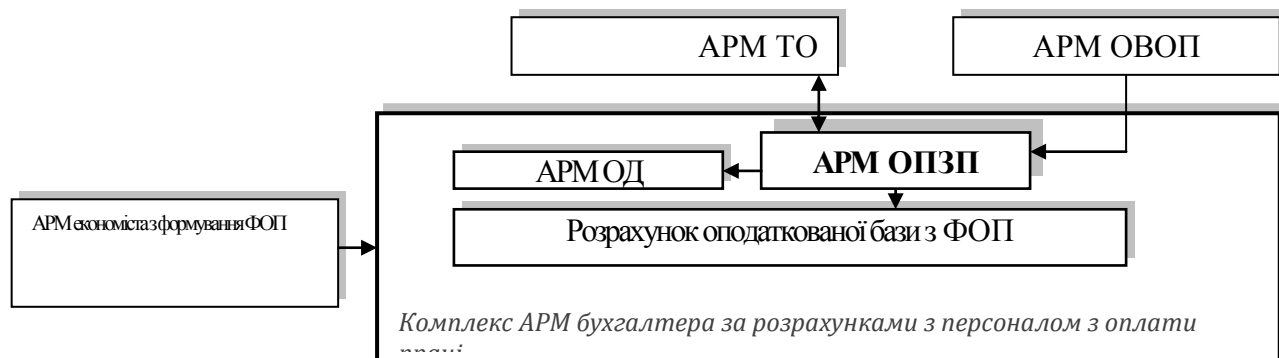 АРМ ТО
АРМ ОВОП
АРМ ОПЗП
АРМ ОД
АРМ економіста з формування ФОП
Розрахунок оподаткованої бази з ФОП
Комплекс АРМ бухгалтера за розрахунками з персоналом з оплати